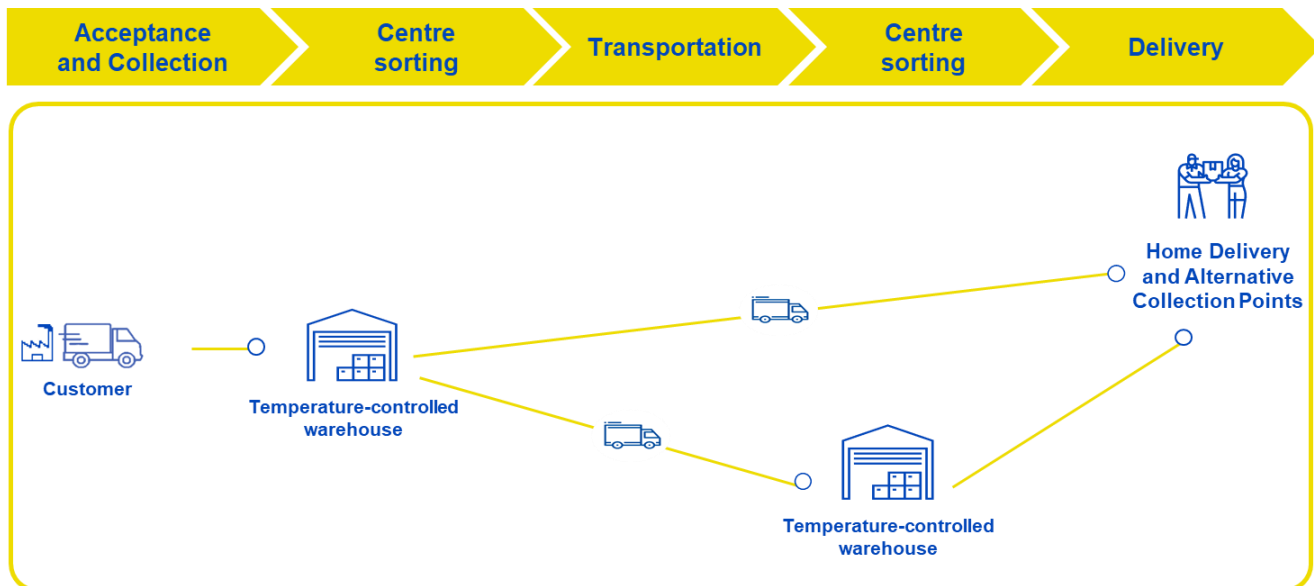 Acceptance
and Collection
Centre
sorting
Transportation
Centre
sorting
Delivery
Home Delivery
and Alternative
Collection Points
Customer
Temperature-controlled
warehouse
Temperature-controlled
warehouse